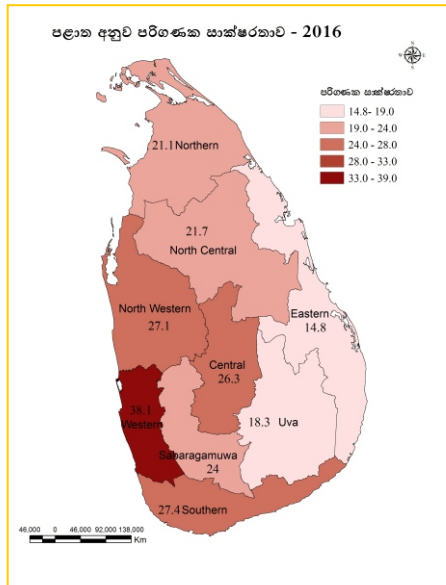 පළාත අනුව පරිගණක සාක්ෂරතාව - 2016
පරිගණක සාක්ෂරතාව
14.8- 19.0
19.0 - 24.0
24.0 - 28.0
28.0 - 33.0
33.0 - 39.0
21.1 Northern
21.7
North Central
North Western
27.1
Eastern
14.8
Central
26.3
38.1
Western
18.3 Uva
Sabaragamuwa
24
27.4 Southern
46,000 0 46,000 92,000 138,000
Km